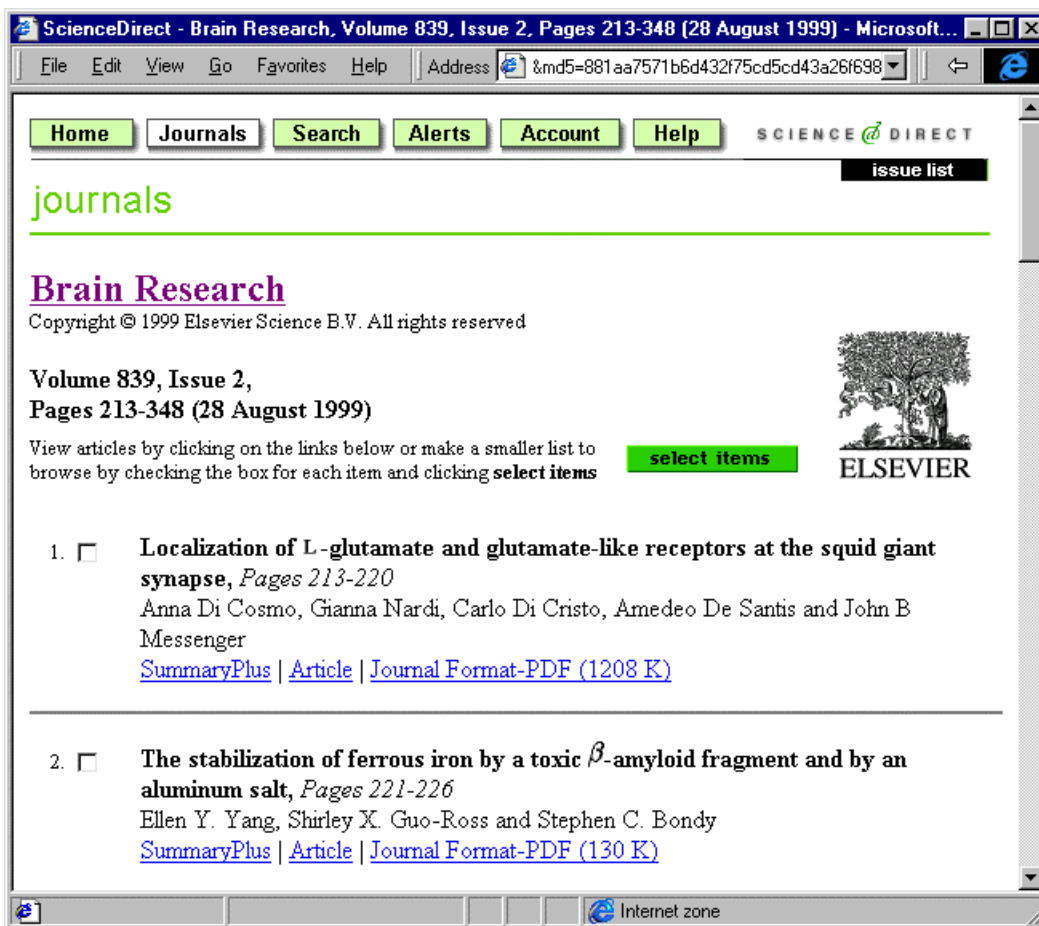 ScienceDirect - Brain Research, Volume 839, Issue 2, Pages 213-348 (28 August 1999) - Microsoft...
File Edit View Go Favorites Help Address &md5=881aa7571b6d432f75cd5cd43a26f698
Home Journals Search Alerts Account Help SCIENCE @ DIRECT
issue list
journals
Brain Research
Copyright © 1999 Elsevier Science B.V. All rights reserved
Volume 839, Issue 2,
Pages 213-348 (28 August 1999)
View articles by clicking on the links below or make a smaller list to
browse by checking the box for each item and clicking select items
select items
ELSEVIER
1. Localization of L-glutamate and glutamate-like receptors at the squid giant
synapse, Pages 213-220
Anna Di Cosmo, Gianna Nardi, Carlo Di Cristo, Amedeo De Santis and John B
Messenger
SummaryPlus | Article | Journal Format-PDF (1208 K)
2. The stabilization of ferrous iron by a toxic β-amyloid fragment and by an
aluminum salt, Pages 221-226
Ellen Y. Yang, Shirley X. Guo-Ross and Stephen C. Bondy
SummaryPlus | Article | Journal Format-PDF (130 K)
Internet zone